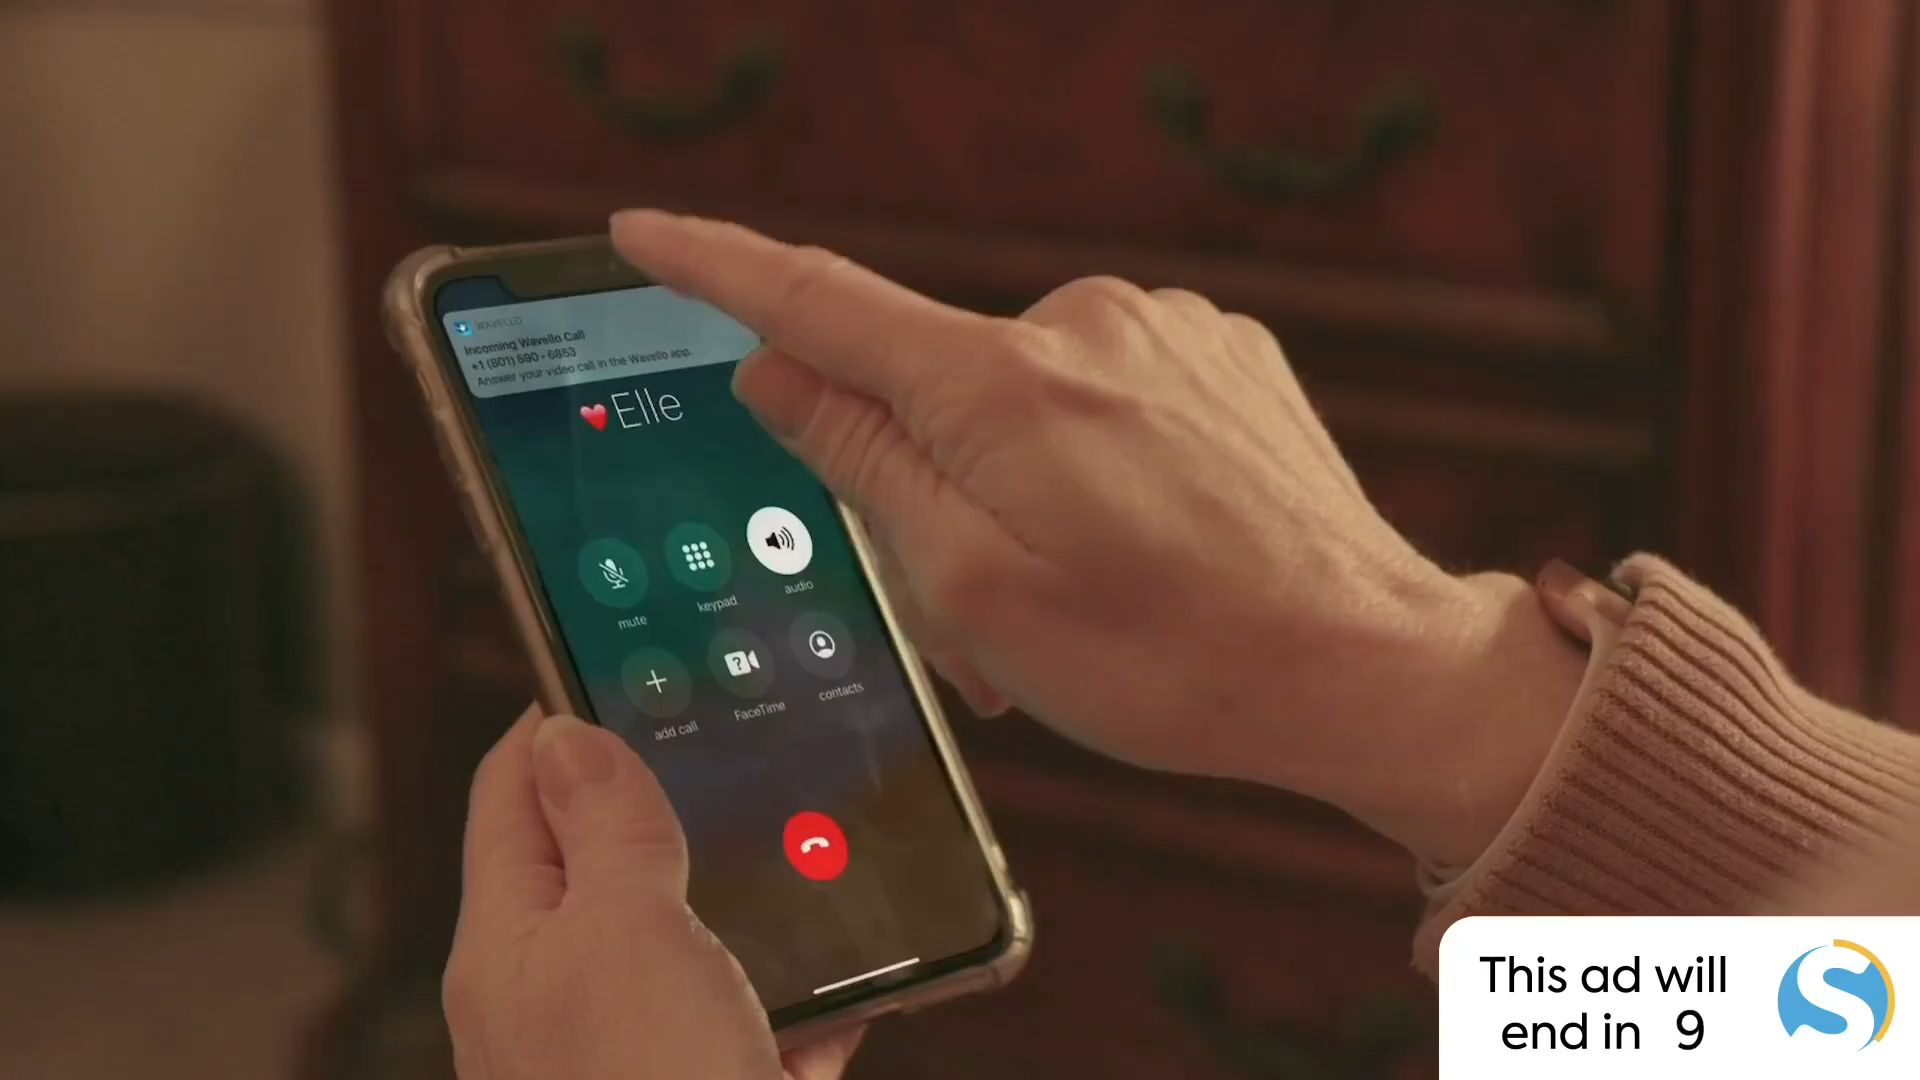 WAVELLO
Incoming Wavello Call
+1 (801) 590-6853
Answer your video call in the Wavello app.
❤️Elle
mute
keypad
audio
add call
FaceTime
contacts
This ad will
end in 9
S